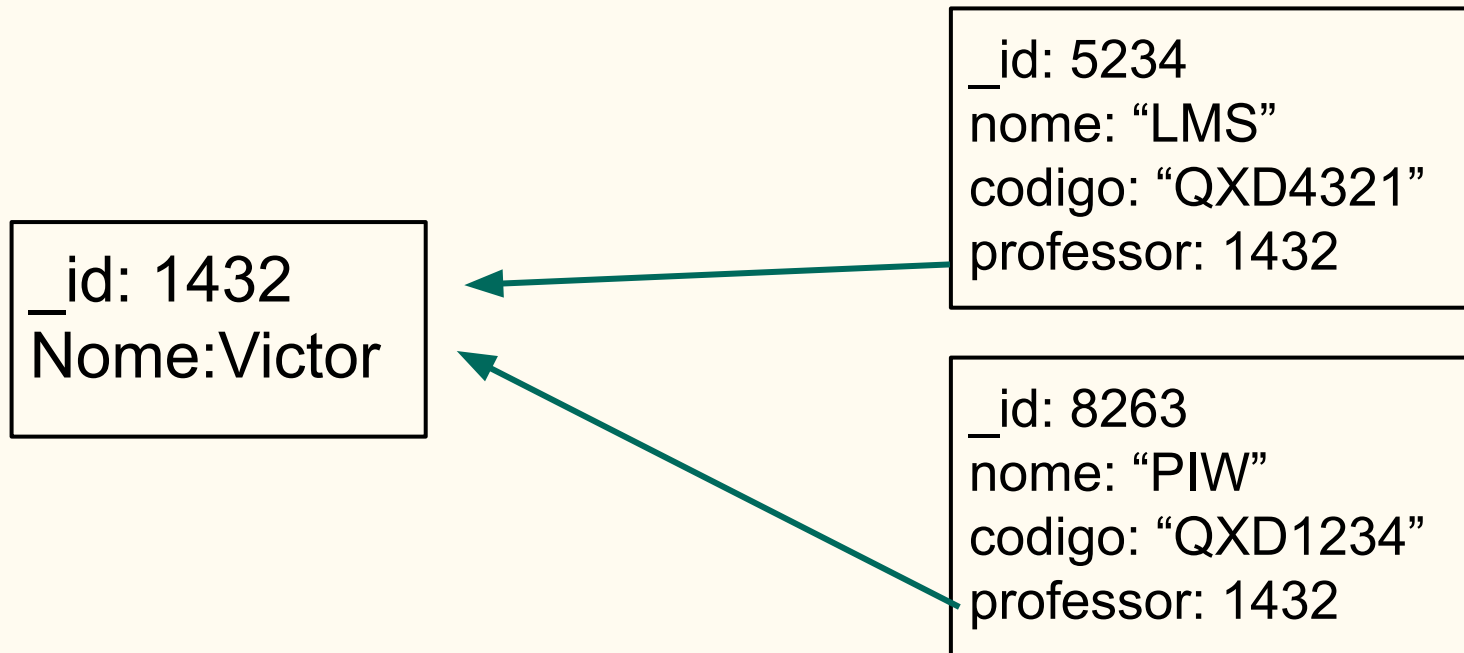 _id: 1432
Nome:Victor
_id: 5234
nome: “LMS”
codigo: “QXD4321”
professor: 1432
_id: 8263
nome: “PIW”
codigo: “QXD1234”
professor: 1432